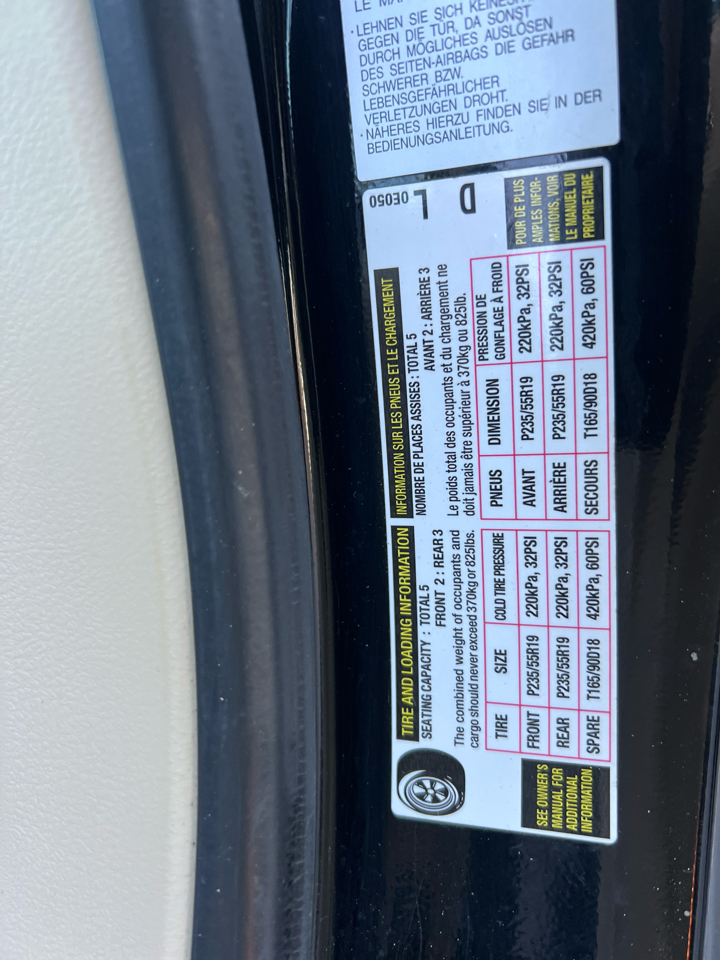 LE MA
· LEHNEN SIE SICH KEINES
GEGEN DIE TÜR, DA SONST
DURCH MÖGLICHES AUSLÖSEN
DES SEITEN-AIRBAGS DIE GEFAHR
SCHWERER BZW.
LEBENSGEFÄHRLICHER
VERLETZUNGEN DROHT.
· NÄHERES HIERZU FINDEN SIE IN DER
BEDIENUNGSANLEITUNG.
TIRE AND LOADING INFORMATION
SEATING CAPACITY : TOTAL 5
FRONT 2 : REAR 3
The combined weight of occupants and
cargo should never exceed 370kg or 825lbs.
TIRE SIZE COLD TIRE PRESSURE
FRONT P235/55R19 220kPa, 32PSI
REAR P235/55R19 220kPa, 32PSI
SPARE T165/90D18 420kPa, 60PSI
SEE OWNER'S
MANUAL FOR
ADDITIONAL
INFORMATION.
INFORMATION SUR LES PNEUS ET LE CHARGEMENT
NOMBRE DE PLACES ASSISES : TOTAL 5
AVANT 2 : ARRIÈRE 3
Le poids total des occupants et du chargement ne
doit jamais être supérieur à 370kg ou 825lb.
PNEUS DIMENSION PRESSION DE
GONFLAGE À FROID
AVANT P235/55R19 220kPa, 32PSI
ARRIÈRE P235/55R19 220kPa, 32PSI
SECOURS T165/90D18 420kPa, 60PSI
POUR DE PLUS
AMPLES INFOR-
MATIONS, VOIR
LE MANUEL DU
PROPRIETAIRE.
0E050
L
D